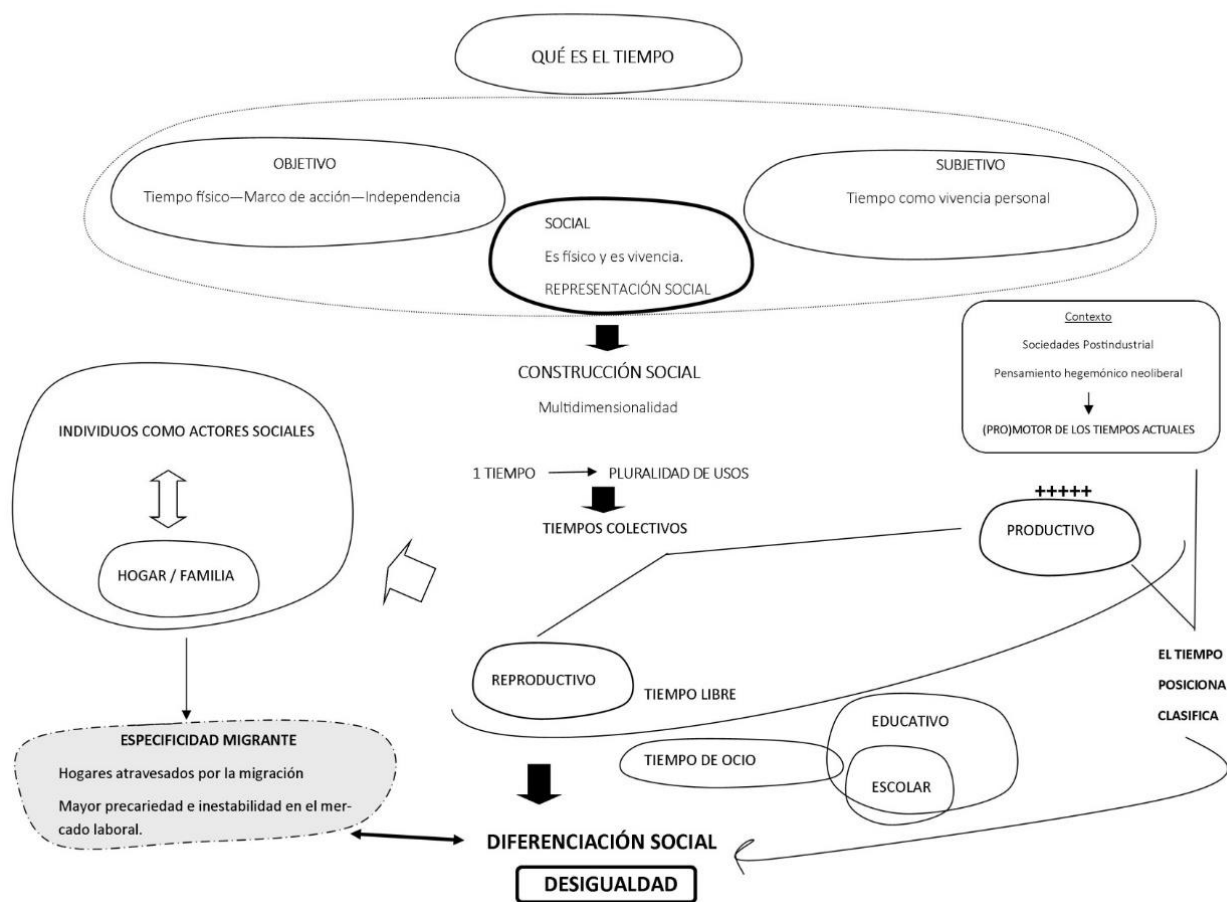 QUÉ ES EL TIEMPO
OBJETIVO
Tiempo físico—Marco de acción—Independencia
SUBJETIVO
Tiempo como vivencia personal
SOCIAL
Es físico y es vivencia.
REPRESENTACIÓN SOCIAL
Contexto
Sociedades Postindustrial
Pensamiento hegemónico neoliberal
(PRO)MOTOR DE LOS TIEMPOS ACTUALES
CONSTRUCCIÓN SOCIAL
Multidimensionalidad
INDIVIDUOS COMO ACTORES SOCIALES
HOGAR / FAMILIA
1 TIEMPO
PLURALIDAD DE USOS
TIEMPOS COLECTIVOS
+++++
PRODUCTIVO
REPRODUCTIVO
TIEMPO LIBRE
EL TIEMPO
POSICIONA
CLASIFICA
EDUCATIVO
TIEMPO DE OCIO
ESCOLAR
ESPECIFICIDAD MIGRANTE
Hogares atravesados por la migración
Mayor precariedad e inestabilidad en el mer-
cado laboral.
DIFERENCIACIÓN SOCIAL
DESIGUALDAD